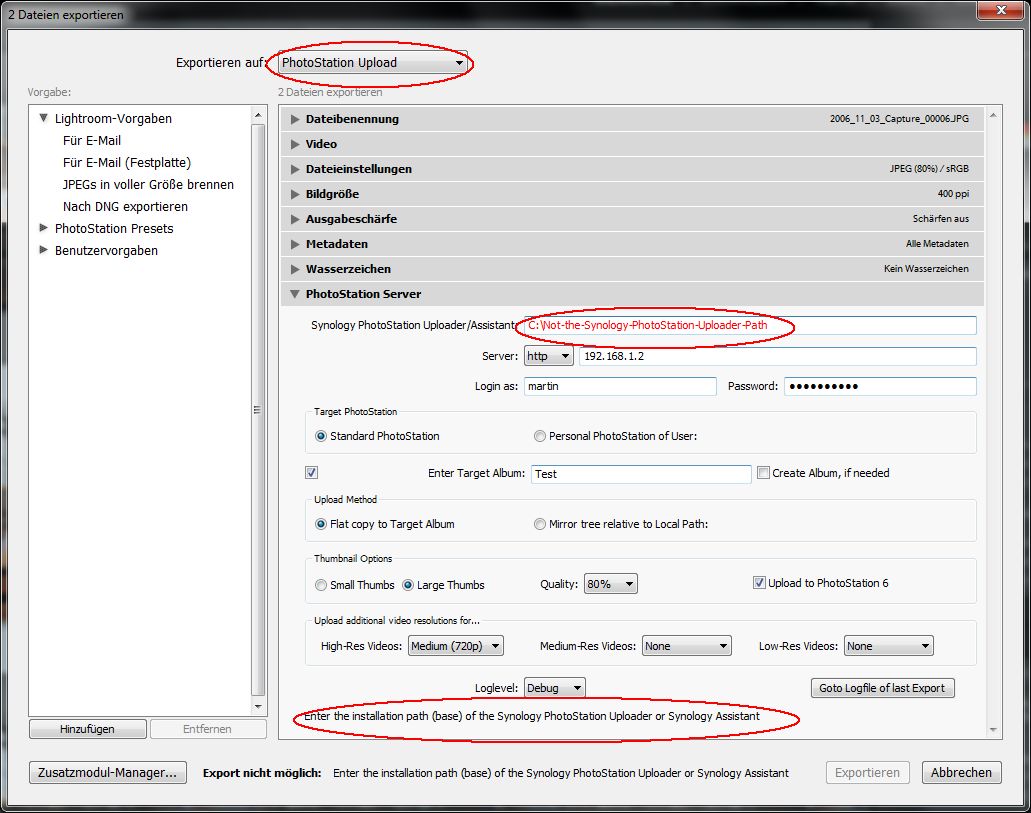 2 Dateien exportieren
Exportieren auf: PhotoStation Upload
Vorgabe:
2 Dateien exportieren
Lightroom-Vorgaben
Für E-Mail
Für E-Mail (Festplatte)
JPEGs in voller Größe brennen
Nach DNG exportieren
PhotoStation Presets
Benutzervorgaben
Hinzufügen Entfernen
Dateibenennung 2006_11_03_Capture_00006.JPG
Video
Dateieinstellungen JPEG (80%) / sRGB
Bildgröße 400 ppi
Ausgabeschärfe Schärfen aus
Metadaten Alle Metadaten
Wasserzeichen Kein Wasserzeichen
PhotoStation Server
Synology PhotoStation Uploader/Assistant: C:\Not-the-Synology-PhotoStation-Uploader-Path
Server: http 192.168.1.2
Login as: martin Password: ●●●●●●●●●●
Target PhotoStation
Standard PhotoStation Personal PhotoStation of User:
Enter Target Album: Test Create Album, if needed
Upload Method
Flat copy to Target Album Mirror tree relative to Local Path:
Thumbnail Options
Small Thumbs Large Thumbs Quality: 80% Upload to PhotoStation 6
Upload additional video resolutions for...
High-Res Videos: Medium (720p) Medium-Res Videos: None Low-Res Videos: None
Loglevel: Debug Goto Logfile of last Export
Enter the installation path (base) of the Synology PhotoStation Uploader or Synology Assistant
Zusatzmodul-Manager... Export nicht möglich: Enter the installation path (base) of the Synology PhotoStation Uploader or Synology Assistant Exportieren Abbrechen